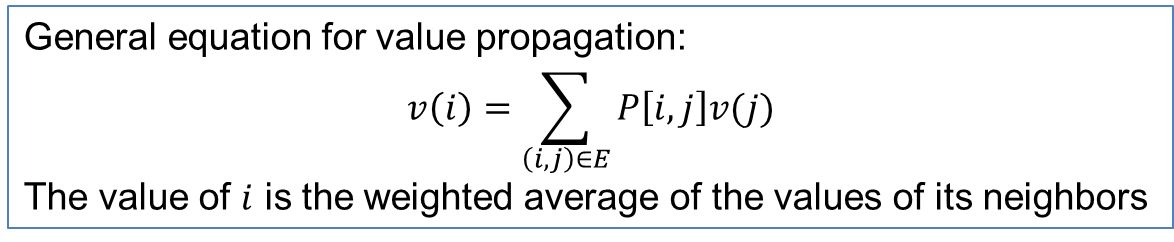 General equation for value propagation:
𝑣(𝑖) = ∑ 𝑃[𝑖, 𝑗]𝑣(𝑗)
(𝑖,𝑗)∈𝐸
The value of 𝑖 is the weighted average of the values of its neighbors